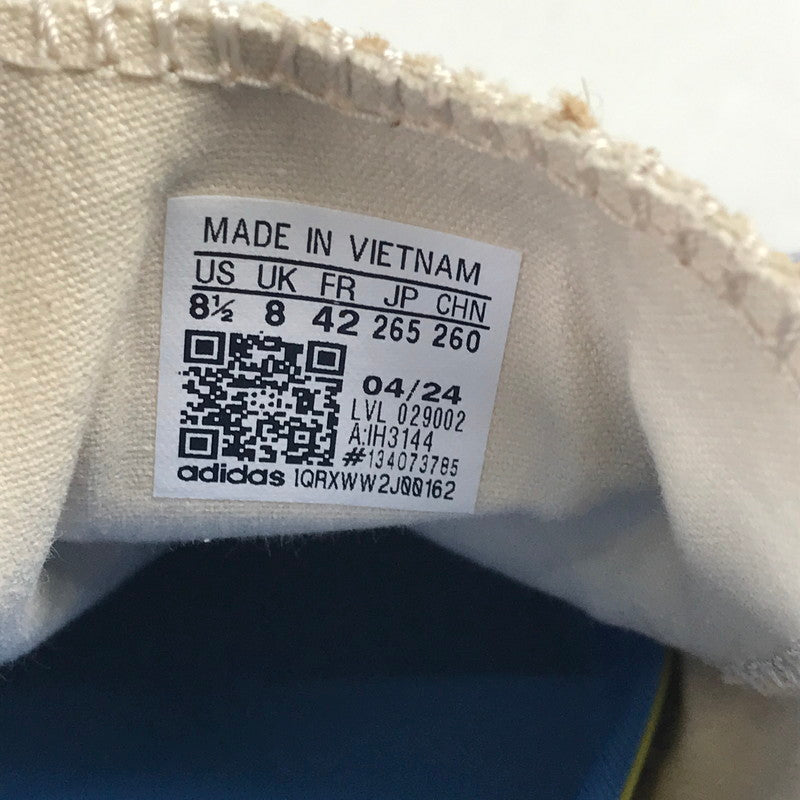 MADE IN VIETNAM
US UK FR JP CHN
8½ 8 42 265 260
04/24
LVL 029002
A:IH3144
#134073785
adidas 1QRXWW2J00162